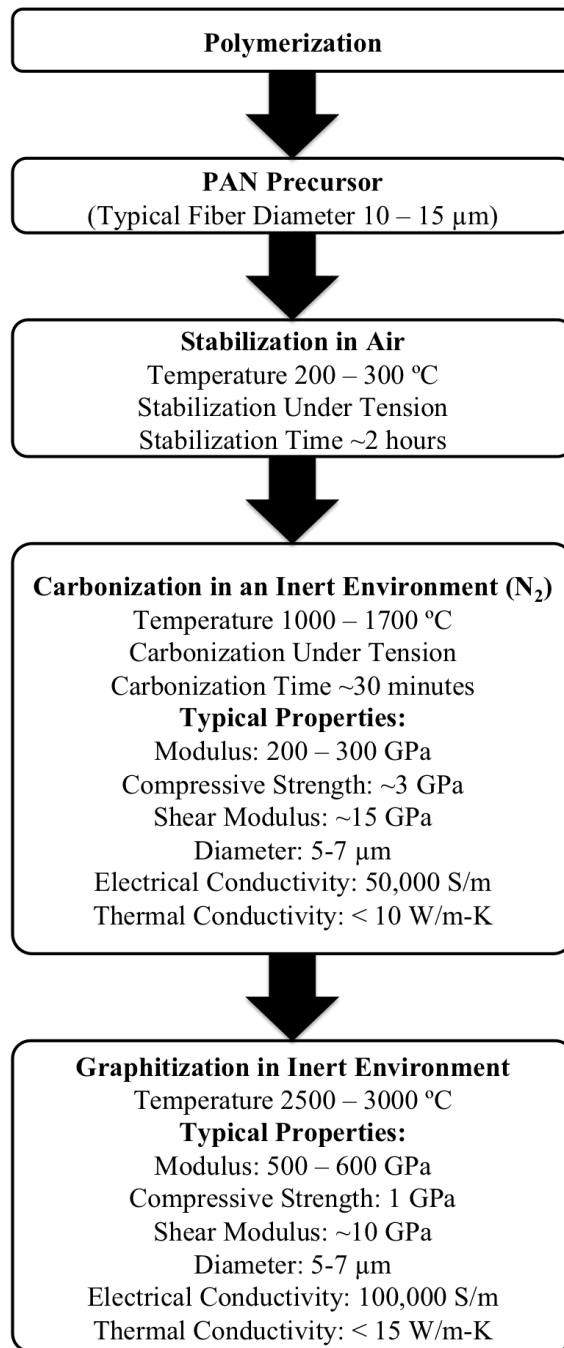 Polymerization
PAN Precursor
(Typical Fiber Diameter 10 – 15 µm)
Stabilization in Air
Temperature 200 – 300 ºC
Stabilization Under Tension
Stabilization Time ~2 hours
Carbonization in an Inert Environment (N₂)
Temperature 1000 – 1700 ºC
Carbonization Under Tension
Carbonization Time ~30 minutes
Typical Properties:
Modulus: 200 – 300 GPa
Compressive Strength: ~3 GPa
Shear Modulus: ~15 GPa
Diameter: 5-7 µm
Electrical Conductivity: 50,000 S/m
Thermal Conductivity: < 10 W/m-K
Graphitization in Inert Environment
Temperature 2500 – 3000 ºC
Typical Properties:
Modulus: 500 – 600 GPa
Compressive Strength: 1 GPa
Shear Modulus: ~10 GPa
Diameter: 5-7 µm
Electrical Conductivity: 100,000 S/m
Thermal Conductivity: < 15 W/m-K